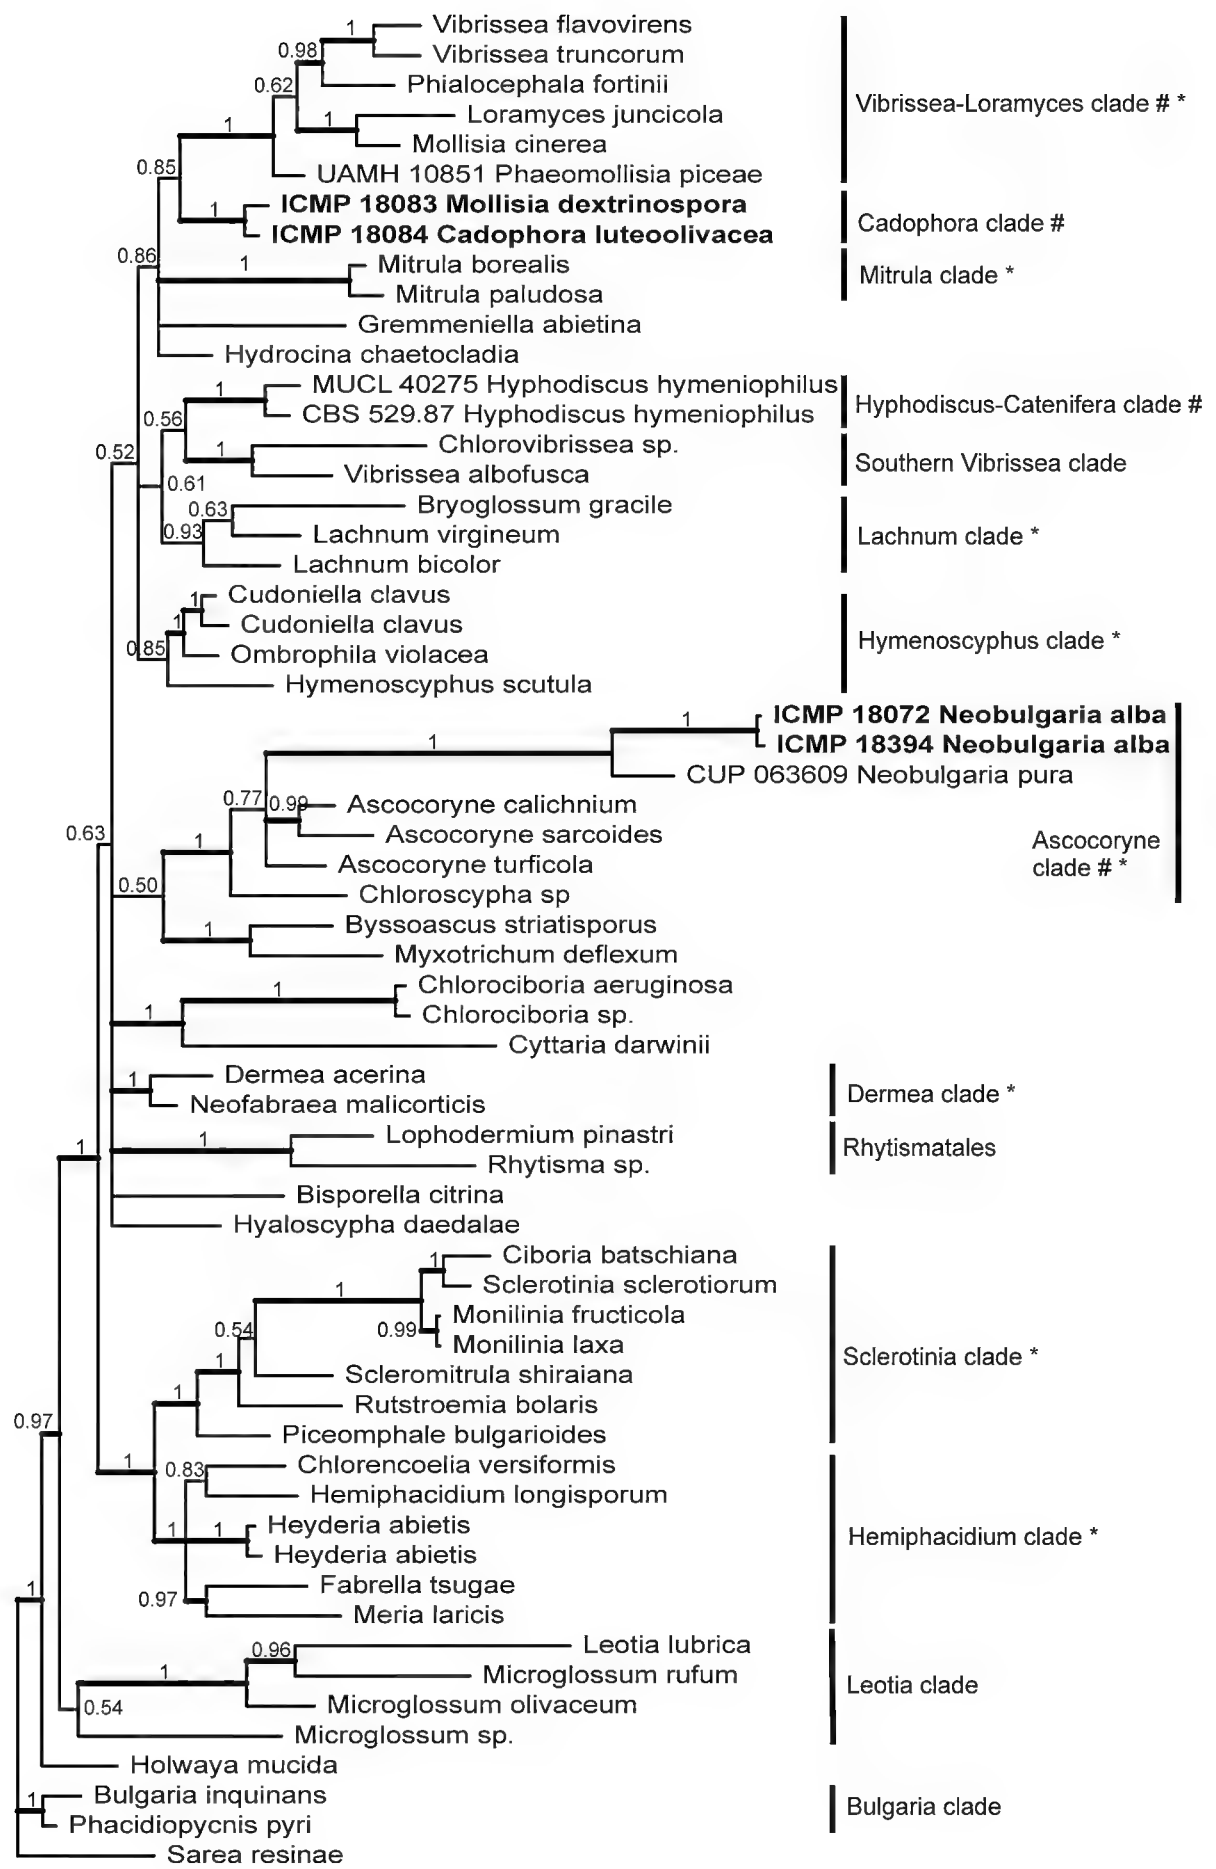 1
Vibrissea flavovirens
0.98
Vibrissea truncorum
0.62
Phialocephala fortinii
Vibrissea-Loramyces clade # *
1
Loramyces juncicola
1
Mollisia cinerea
0.85
UAMH 10851 Phaeomollisia piceae
1
ICMP 18083 Mollisia dextrinospora
Cadophora clade #
ICMP 18084 Cadophora luteoolivacea
0.86
1
Mitrula borealis
Mitrula clade *
Mitrula paludosa
Gremmeniella abietina
Hydrocina chaetocladia
1
MUCL 40275 Hyphodiscus hymeniophilus
Hyphodiscus-Catenifera clade #
0.56
CBS 529.87 Hyphodiscus hymeniophilus
0.52
1
Chlorovibrissea sp.
Southern Vibrissea clade
Vibrissea albofusca
0.61
0.63
Bryoglossum gracile
0.93
Lachnum virgineum
Lachnum clade *
Lachnum bicolor
1
Cudoniella clavus
1
Cudoniella clavus
0.85
Ombrophila violacea
Hymenoscyphus clade *
Hymenoscyphus scutula
1
ICMP 18072 Neobulgaria alba
1
ICMP 18394 Neobulgaria alba
CUP 063609 Neobulgaria pura
0.77
0.99
Ascocoryne calichnium
0.63
1
Ascocoryne sarcoides
Ascocoryne
clade # *
Ascocoryne turficola
0.50
Chloroscypha sp
1
Byssoascus striatisporus
Myxotrichum deflexum
1
Chlorociboria aeruginosa
1
Chlorociboria sp.
Cyttaria darwinii
1
Dermea acerina
Dermea clade *
Neofabraea malicorticis
1
1
Lophodermium pinastri
Rhytismatales
Rhytisma sp.
Bisporella citrina
Hyaloscypha daedalae
1
Ciboria batschiana
1
Sclerotinia sclerotiorum
0.54
0.99
Monilinia fructicola
Monilinia laxa
Sclerotinia clade *
1
Scleromitrula shiraiana
1
Rutstroemia bolaris
0.97
Piceomphale bulgarioides
1
0.83
Chlorencoelia versiformis
Hemiphacidium longisporum
1
1
Heyderia abietis
Hemiphacidium clade *
Heyderia abietis
1
0.97
Fabrella tsugae
Meria laricis
0.96
Leotia lubrica
1
Microglossum rufum
Leotia clade
0.54
Microglossum olivaceum
Microglossum sp.
Holwaya mucida
1
Bulgaria inquinans
Bulgaria clade
Phacidiopycnis pyri
Sarea resinae